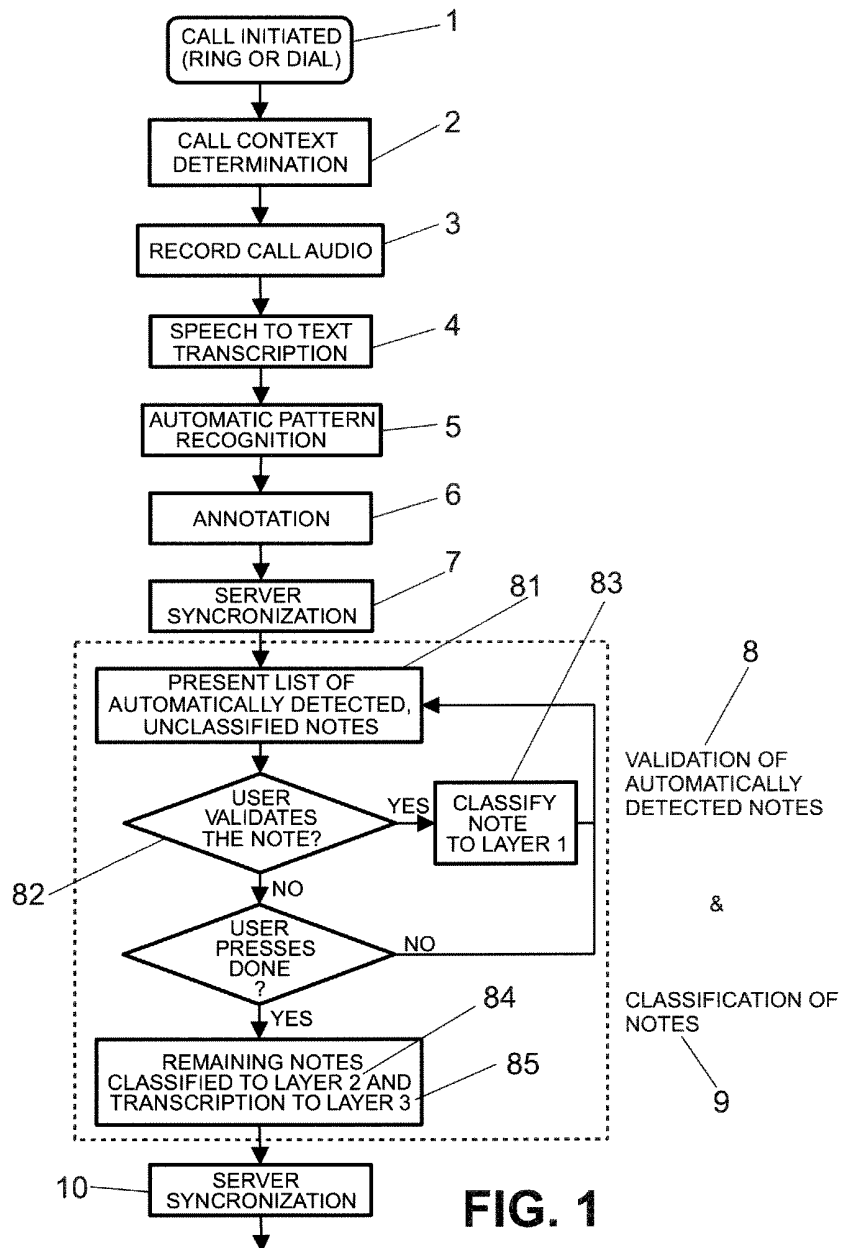 1
CALL INITIATED
(RING OR DIAL)
2
CALL CONTEXT
DETERMINATION
3
RECORD CALL AUDIO
4
SPEECH TO TEXT
TRANSCRIPTION
AUTOMATIC PATTERN
RECOGNITION
5
6
ANNOTATION
7
SERVER
SYNCRONIZATION
81
83
8
PRESENT LIST OF
AUTOMATICALLY DETECTED,
UNCLASSIFIED NOTES
VALIDATION OF
AUTOMATICALLY
DETECTED NOTES
USER
VALIDATES
THE NOTE?
YES
CLASSIFY
NOTE
TO LAYER 1
82
NO
&
USER
PRESSES
DONE
?
NO
YES
84
CLASSIFICATION OF
NOTES
REMAINING NOTES
CLASSIFIED TO LAYER 2 AND
TRANSCRIPTION TO LAYER 3
85
9
10
SERVER
SYNCRONIZATION
FIG. 1